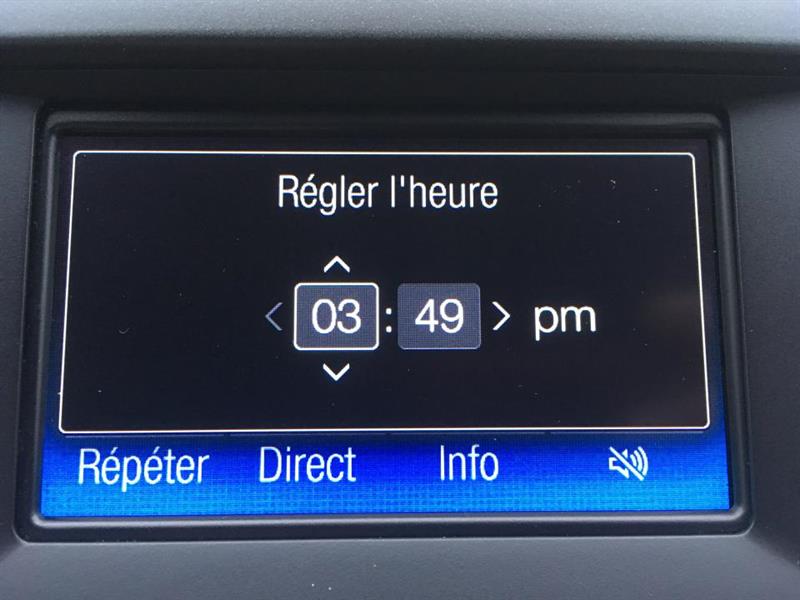 Régler l'heure
03 : 49 pm
Répéter Direct Info